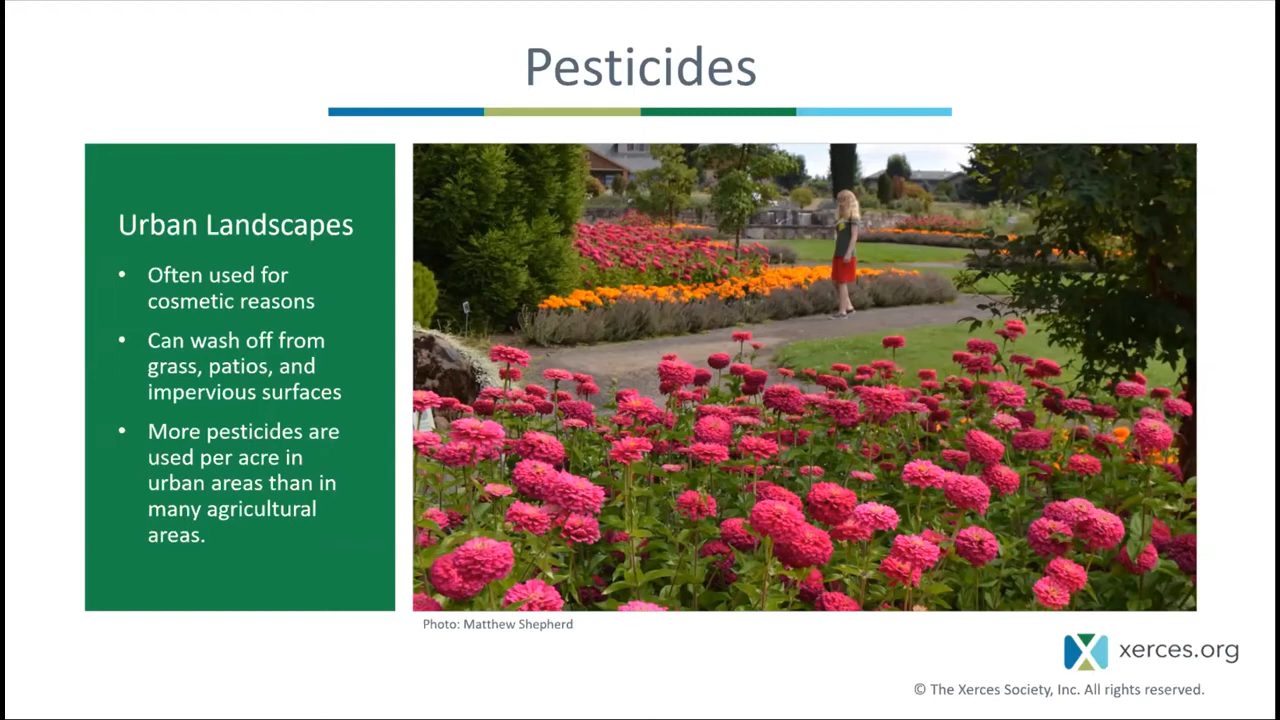 Pesticides
Urban Landscapes
• Often used for
cosmetic reasons
• Can wash off from
grass, patios, and
impervious surfaces
• More pesticides are
used per acre in
urban areas than in
many agricultural
areas.
Photo: Matthew Shepherd
xerces.org
© The Xerces Society, Inc. All rights reserved.